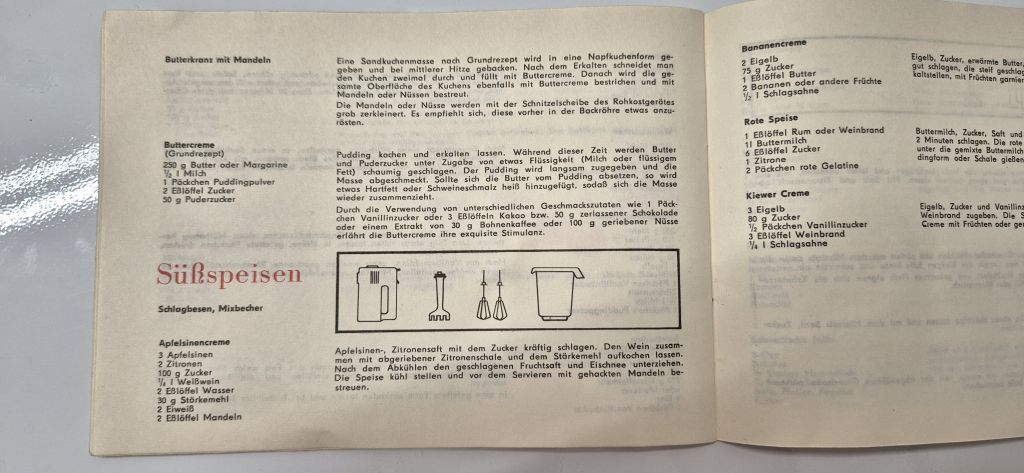 Butterkranz mit Mandeln
Eine Sandkuchenmasse nach Grundrezept wird in eine Napfkuchenform ge-
geben und bei mittlerer Hitze gebacken. Nach dem Erkalten schneidet man
den Kuchen zweimal durch und füllt mit Buttercreme. Danach wird die ge-
samte Oberfläche des Kuchens ebenfalls mit Buttercreme bestrichen und mit
Mandeln oder Nüssen bestreut.
Die Mandeln oder Nüsse werden mit der Schnitzelscheibe des Rohkostgerätes
grob zerkleinert. Es empfiehlt sich, diese vorher in der Backröhre etwas anzu-
rösten.
Buttercreme
(Grundrezept)
250 g Butter oder Margarine
½ l Milch
1 Päckchen Puddingpulver
2 Eßlöffel Zucker
50 g Puderzucker
Pudding kochen und erkalten lassen. Während dieser Zeit werden Butter
und Puderzucker unter Zugabe von etwas Flüssigkeit (Milch oder flüssigem
Fett) schaumig geschlagen. Der Pudding wird langsam zugegeben und die
Masse abgeschmeckt. Sollte sich die Butter vom Pudding absetzen, so wird
etwas Hartfett oder Schweineschmalz heiß hinzugefügt, sodaß sich die Masse
wieder zusammenzieht.
Durch die Verwendung von unterschiedlichen Geschmackszutaten wie 1 Päck-
chen Vanillinzucker oder 3 Eßlöffeln Kakao bzw. 50 g zerlassener Schokolade
oder einem Extrakt von 30 g Bohnenkaffee oder 100 g geriebener Nüsse
erfährt die Buttercreme ihre exquisite Stimulanz.
Süßspeisen
Schlagbesen, Mixbecher
Apfelsinencreme
3 Apfelsinen
2 Zitronen
100 g Zucker
l Weißwein
2 Eßlöffel Wasser
30 g Stärkemehl
2 Eiweiß
2 Eßlöffel Mandeln
Apfelsinen-, Zitronensaft mit dem Zucker kräftig schlagen. Den Wein zusam-
men mit abgeriebener Zitronenschale und dem Stärkemehl aufkochen lassen.
Nach dem Abkühlen den geschlagenen Fruchtsaft und Eischnee unterziehen.
Die Speise kühl stellen und vor dem Servieren mit gehackten Mandeln be-
streuen.
Bananencreme
2 Eigelb
75 g Zucker
1 Eßlöffel Butter
2 Bananen oder andere Früchte
½ l Schlagsahne
Eigelb, Zucker, erwärmte Butter,
gut schlagen, die steif geschlag
kaltstellen, mit Früchten garnier
Rote Speise
1 Eßlöffel Rum oder Weinbrand
1 l Buttermilch
6 Eßlöffel Zucker
1 Zitrone
2 Päckchen rote Gelatine
Buttermilch, Zucker, Saft und
2 Minuten schlagen. Die rote
unter die gemixte Buttermilch
dingform oder Schale gießen
Kiewer Creme
3 Eigelb
80 g Zucker
½ Päckchen Vanillinzucker
3 Eßlöffel Weinbrand
¼ l Schlagsahne
Eigelb, Zucker und Vanillinz
Weinbrand zugeben. Die S
Creme mit Früchten oder ge